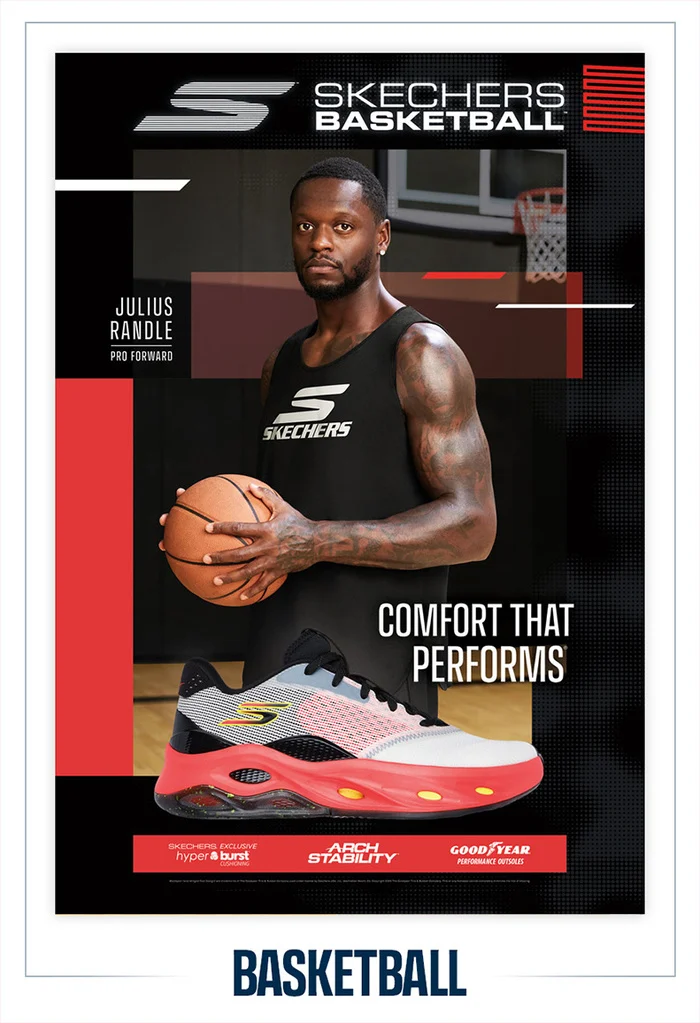 SKECHERS
BASKETBALL
JULIUS
RANDLE
PRO FORWARD
SKECHERS
COMFORT THAT
PERFORMS
SKECHERS EXCLUSIVE
hyper burst
CUSHIONING
ARCH
STABILITY
GOODYEAR
PERFORMANCE OUTSOLES
BASKETBALL